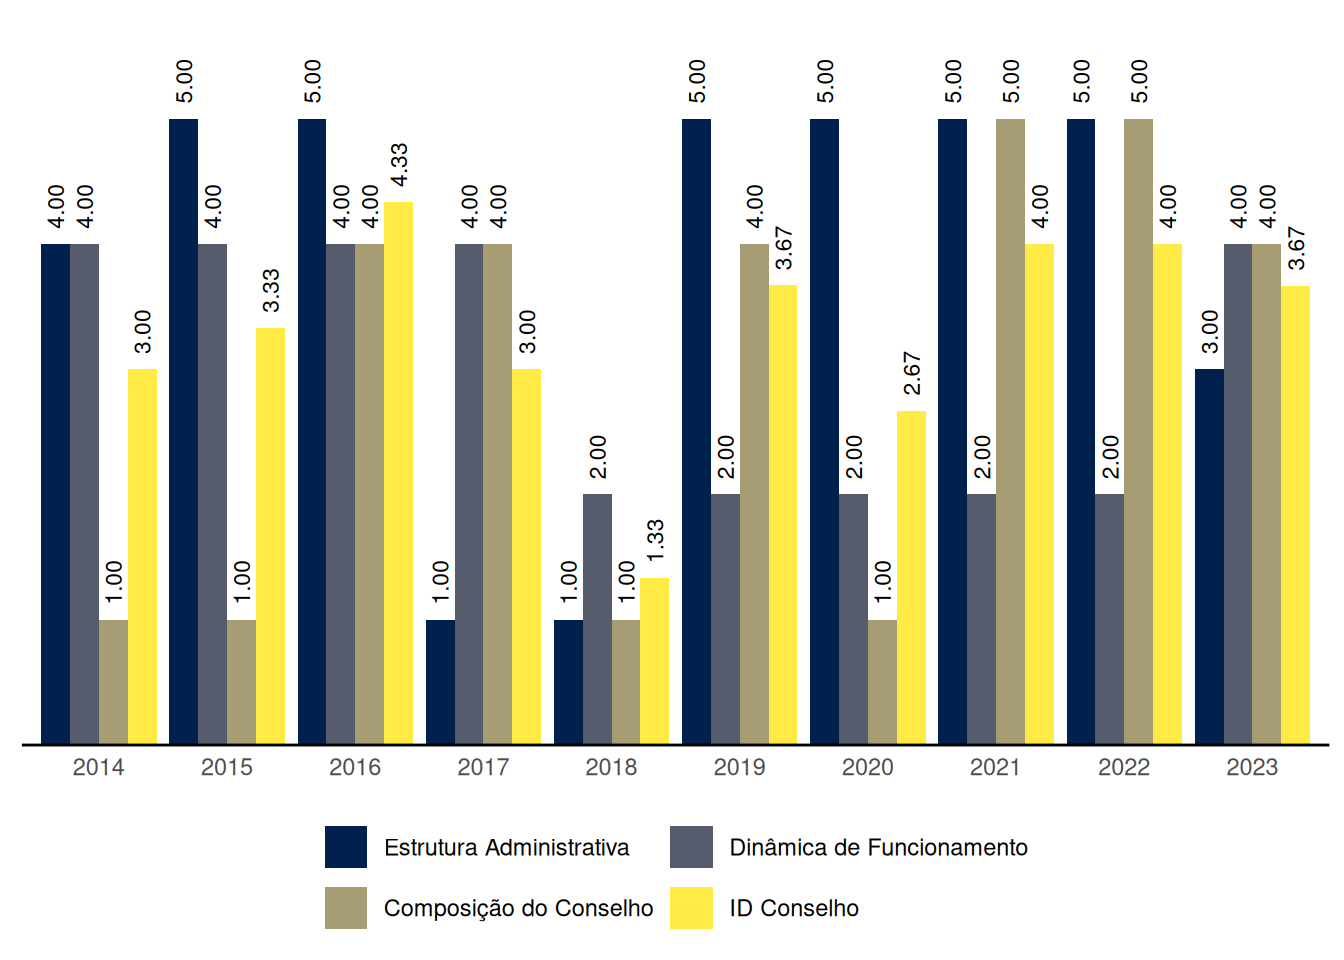 4.00 4.00 1.00 3.00
5.00 4.00 1.00 3.33
5.00 4.00 4.00 4.33
1.00 4.00 4.00 3.00
1.00 2.00 1.00 1.33
5.00 2.00 4.00 3.67
5.00 2.00 1.00 2.67
5.00 2.00 5.00 4.00
5.00 2.00 5.00 4.00
3.00 4.00 4.00 3.67
2014 2015 2016 2017 2018 2019 2020 2021 2022 2023
Estrutura Administrativa Dinâmica de Funcionamento
Composição do Conselho ID Conselho